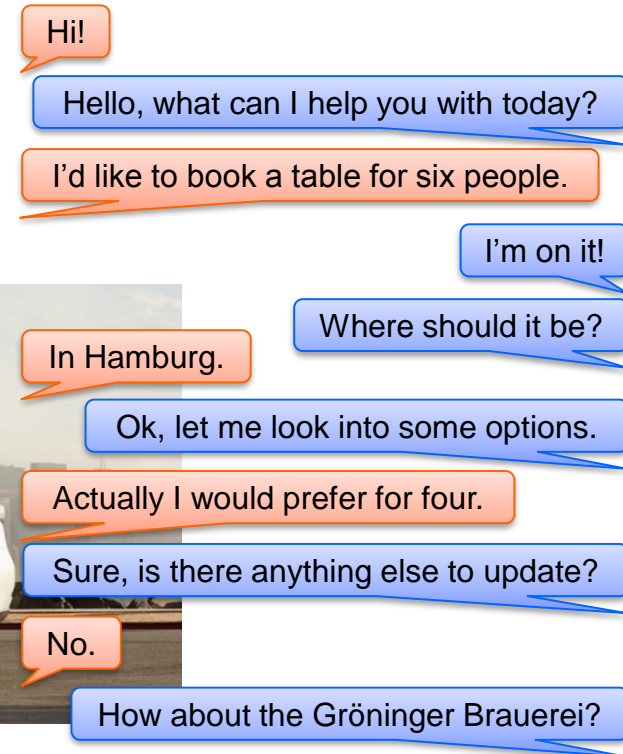 Hi!
Hello, what can I help you with today?
I’d like to book a table for six people.
I’m on it!
Where should it be?
In Hamburg.
Ok, let me look into some options.
Actually I would prefer for four.
Sure, is there anything else to update?
No.
How about the Gröninger Brauerei?